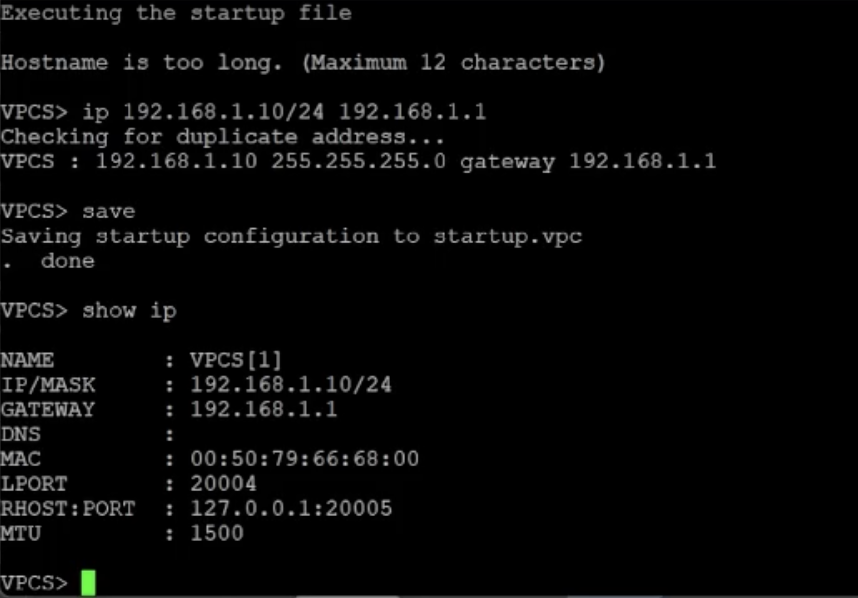 Executing the startup file
Hostname is too long. (Maximum 12 characters)
VPCS> ip 192.168.1.10/24 192.168.1.1
Checking for duplicate address...
VPCS : 192.168.1.10 255.255.255.0 gateway 192.168.1.1
VPCS> save
Saving startup configuration to startup.vpc
.  done
VPCS> show ip
NAME        : VPCS[1]
IP/MASK     : 192.168.1.10/24
GATEWAY     : 192.168.1.1
DNS         :
MAC         : 00:50:79:66:68:00
LPORT       : 20004
RHOST:PORT  : 127.0.0.1:20005
MTU         : 1500
VPCS>